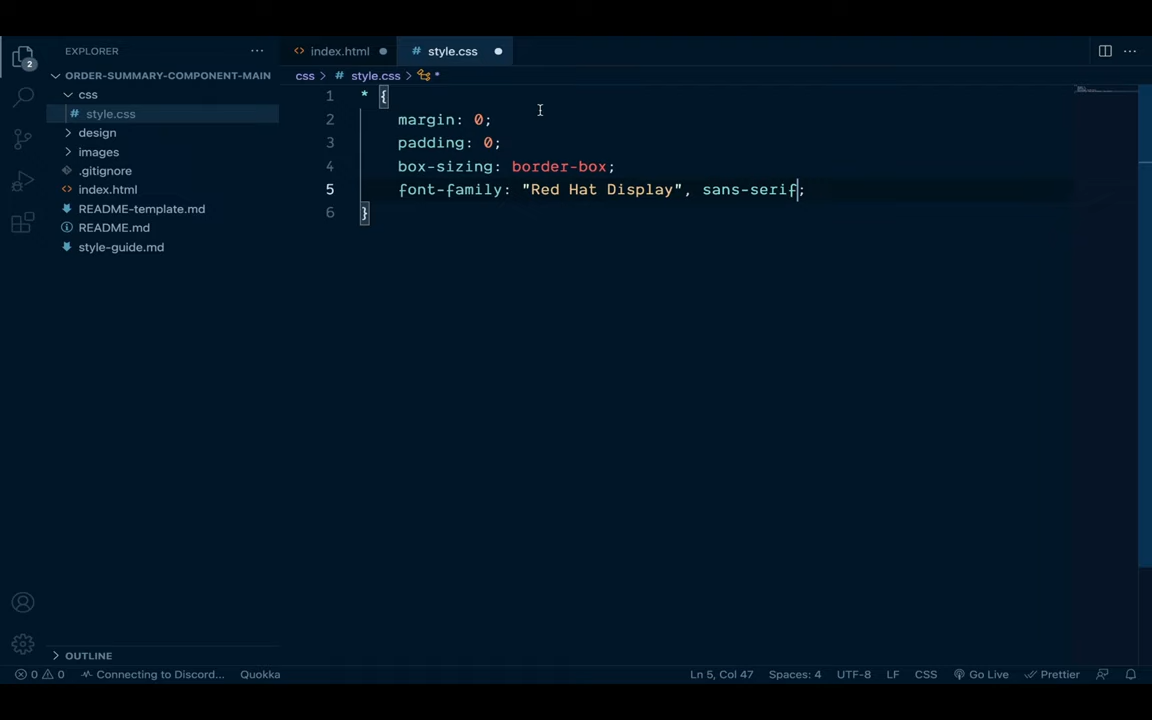 EXPLORER ···
index.html
# style.css
···
ORDER-SUMMARY-COMPONENT-MAIN
css > # style.css > *
css
# style.css
design
images
.gitignore
index.html
README-template.md
README.md
style-guide.md
2
1 * {
2 margin: 0;
3 padding: 0;
4 box-sizing: border-box;
5 font-family: "Red Hat Display", sans-serif;
6 }
OUTLINE
0 0 Connecting to Discord... Quokka Ln 5, Col 47 Spaces: 4 UTF-8 LF CSS Go Live Prettier